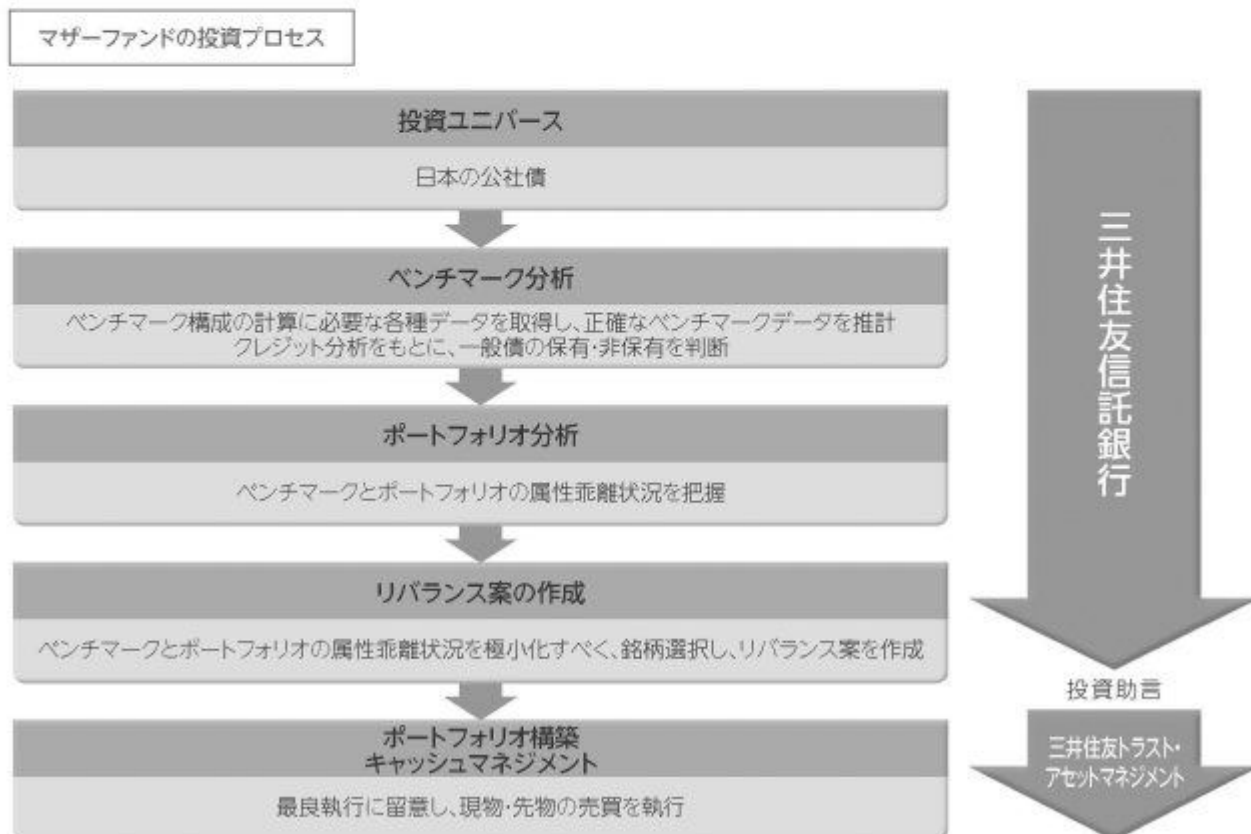 マザーファンドの投資プロセス
投資ユニバース
日本の公社債
ベンチマーク分析
ベンチマーク構成の計算に必要な各種データを取得し、正確なベンチマークデータを推計
クレジット分析をもとに、一般債の保有・非保有を判断
ポートフォリオ分析
ベンチマークとポートフォリオの属性乖離状況を把握
リバランス案の作成
ベンチマークとポートフォリオの属性乖離状況を極小化すべく、銘柄選択し、リバランス案を作成
ポートフォリオ構築
キャッシュマネジメント
最良執行に留意し、現物・先物の売買を執行
三井住友信託銀行
投資助言
三井住友トラスト・
アセットマネジメント